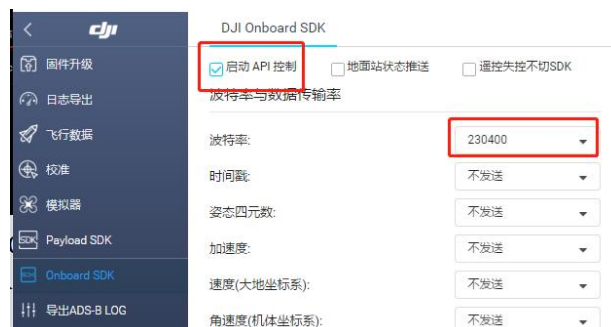 dji
固件升级
日志导出
飞行数据
校准
模拟器
SDK Payload SDK
Onboard SDK
导出ADS-B LOG
DJI Onboard SDK
启动 API 控制 地面站状态推送 遥控失控不切SDK
波特率与数据传输率
波特率: 230400
时间戳: 不发送
姿态四元数: 不发送
加速度: 不发送
速度(大地坐标系): 不发送
角速度(机体坐标系): 不发送